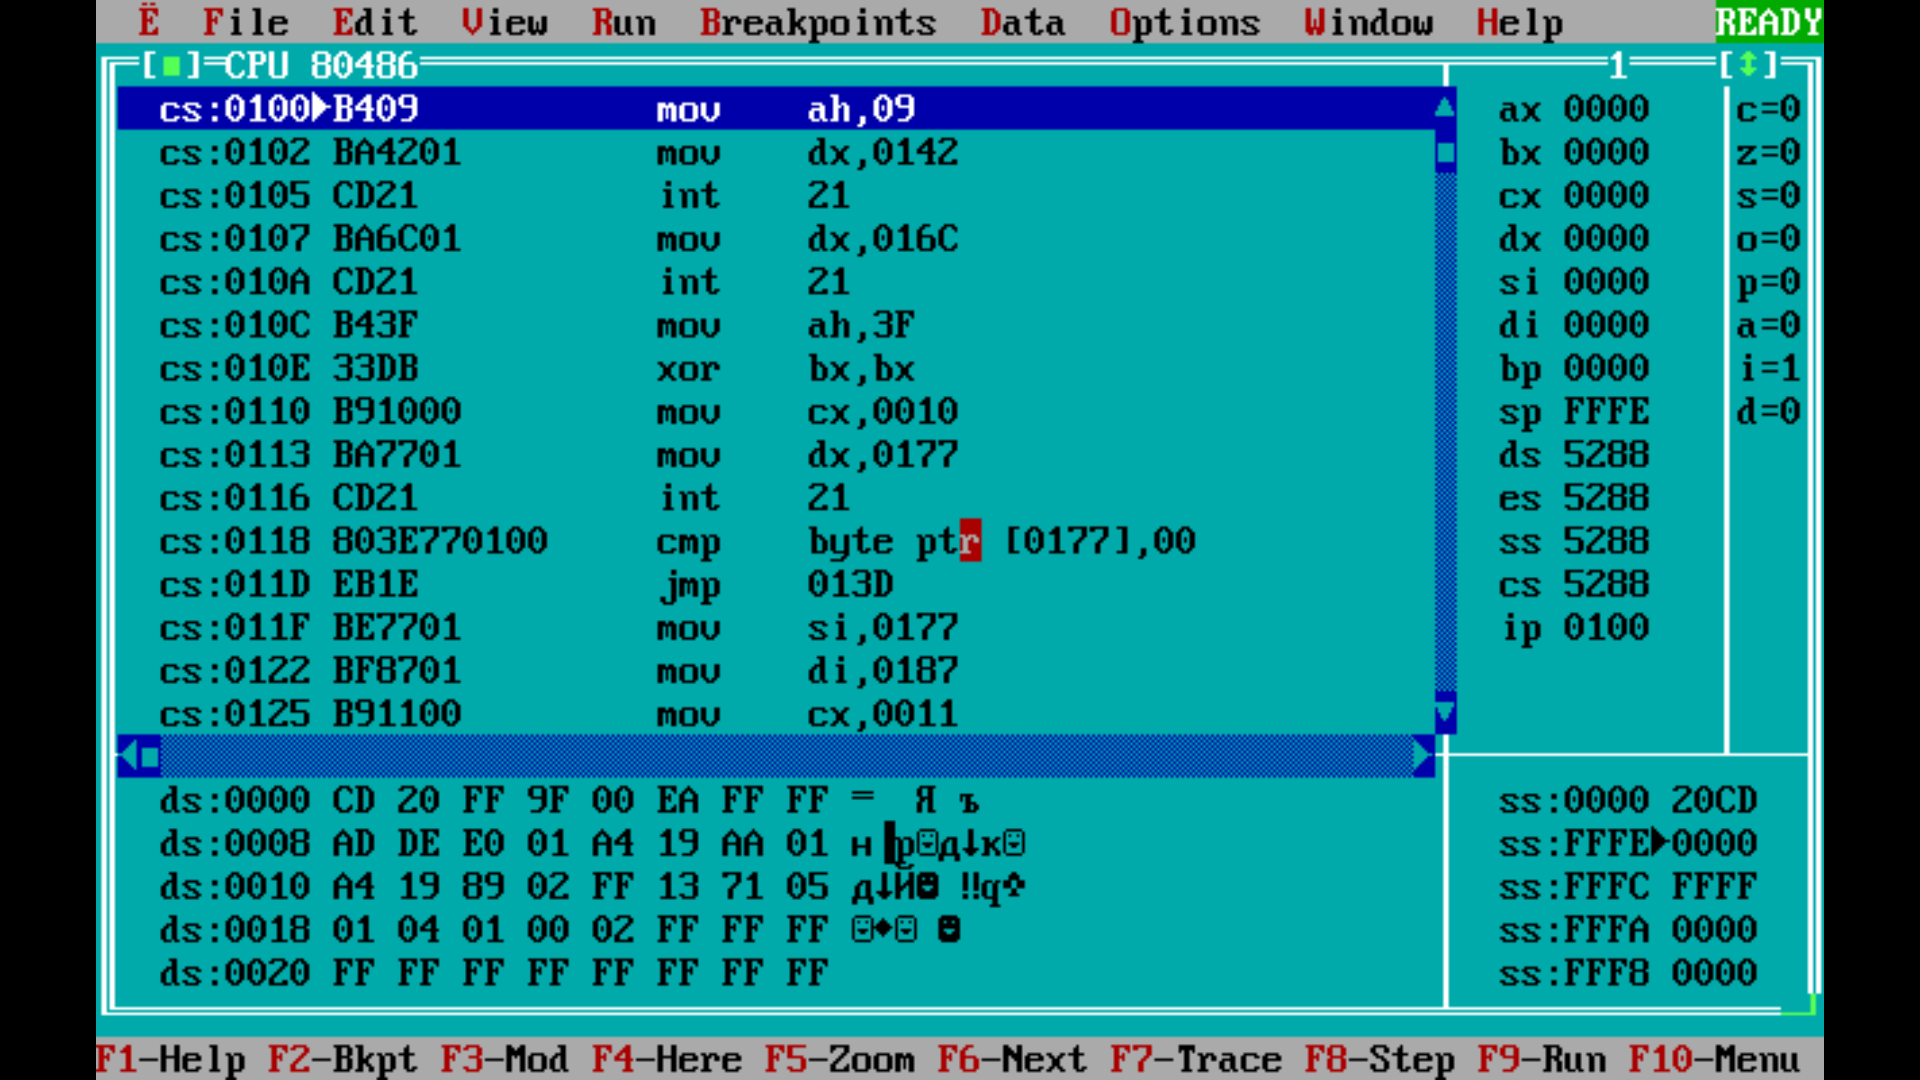 Ë File Edit View Run Breakpoints Data Options Window Help READY
[■]=CPU 80486 1 [↕]
cs:0100►B409 mov ah,09
cs:0102 BA4201 mov dx,0142
cs:0105 CD21 int 21
cs:0107 BA6C01 mov dx,016C
cs:010A CD21 int 21
cs:010C B43F mov ah,3F
cs:010E 33DB xor bx,bx
cs:0110 B91000 mov cx,0010
cs:0113 BA7701 mov dx,0177
cs:0116 CD21 int 21
cs:0118 803E770100 cmp byte ptr [0177],00
cs:011D EB1E jmp 013D
cs:011F BE7701 mov si,0177
cs:0122 BF8701 mov di,0187
cs:0125 B91100 mov cx,0011
ax 0000 c=0
bx 0000 z=0
cx 0000 s=0
dx 0000 o=0
si 0000 p=0
di 0000 a=0
bp 0000 i=1
sp FFFE d=0
ds 5288
es 5288
ss 5288
cs 5288
ip 0100
ds:0000 CD 20 FF 9F 00 EA FF FF = Я ъ
ds:0008 AD DE E0 01 A4 19 AA 01 н▐р☺д↓к☺
ds:0010 A4 19 89 02 FF 13 71 05 д↓Й☻ ‼q♣
ds:0018 01 04 01 00 02 FF FF FF ☺♦☺ ☻
ds:0020 FF FF FF FF FF FF FF FF
ss:0000 20CD
ss:FFFE►0000
ss:FFFC FFFF
ss:FFFA 0000
ss:FFF8 0000
F1-Help F2-Bkpt F3-Mod F4-Here F5-Zoom F6-Next F7-Trace F8-Step F9-Run F10-Menu